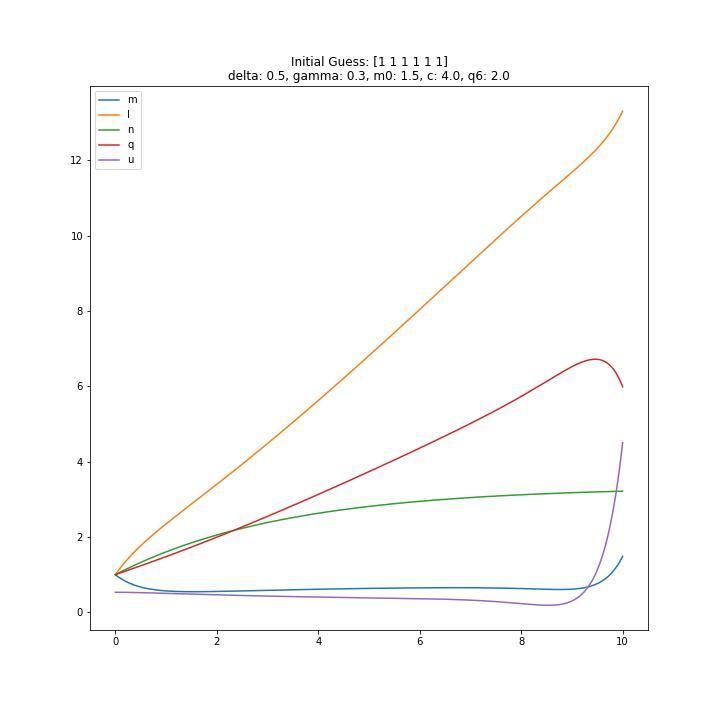 Initial Guess: [1 1 1 1 1 1]
delta: 0.5, gamma: 0.3, m0: 1.5, c: 4.0, q6: 2.0
m
l
n
q
u
12
10
8
6
4
2
0
0 2 4 6 8 10